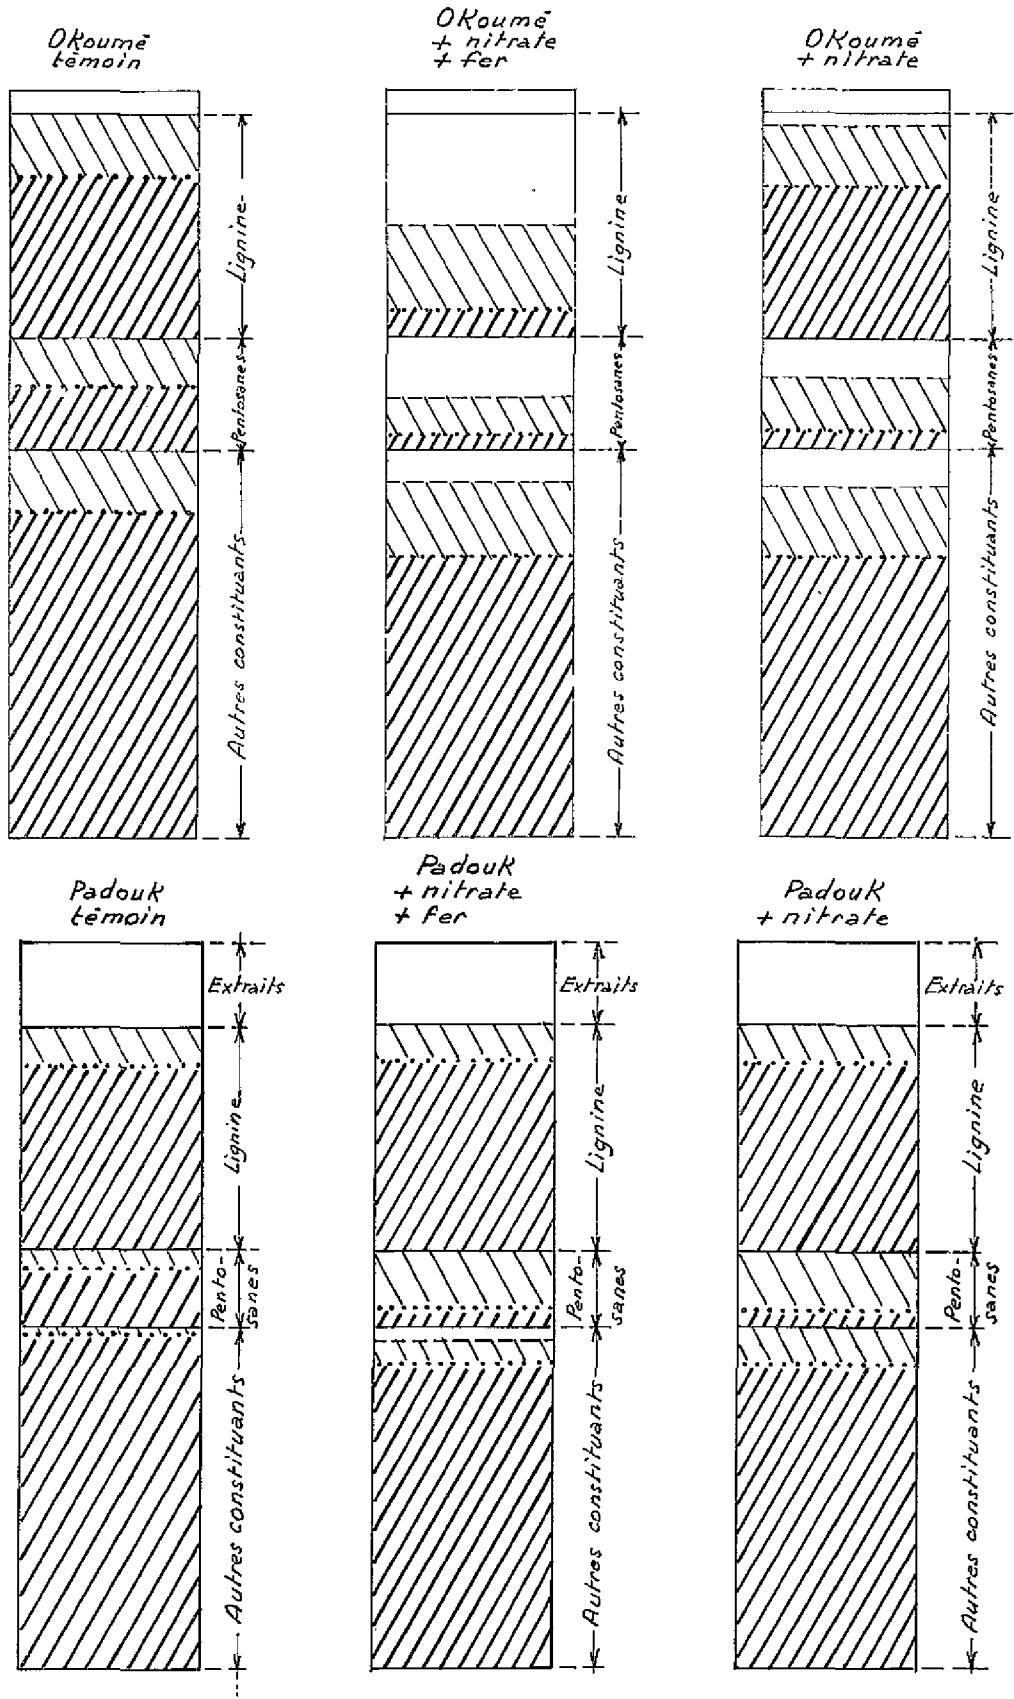 OKoumé
témoin
OKoumé
+ nitrate
+ fer
OKoumé
+ nitrate
Lignine
Pentosanes
Autres constituants
Lignine
Pentosanes
Autres constituants
Lignine
Pentosanes
Autres constituants
PadouK
témoin
PadouK
+ nitrate
+ fer
PadouK
+ nitrate
Extraits
Lignine
Pento-
sanes
Autres constituants
Extraits
Lignine
Pento-
sanes
Autres constituants
Extraits
Lignine
Pento-
sanes
Autres constituants